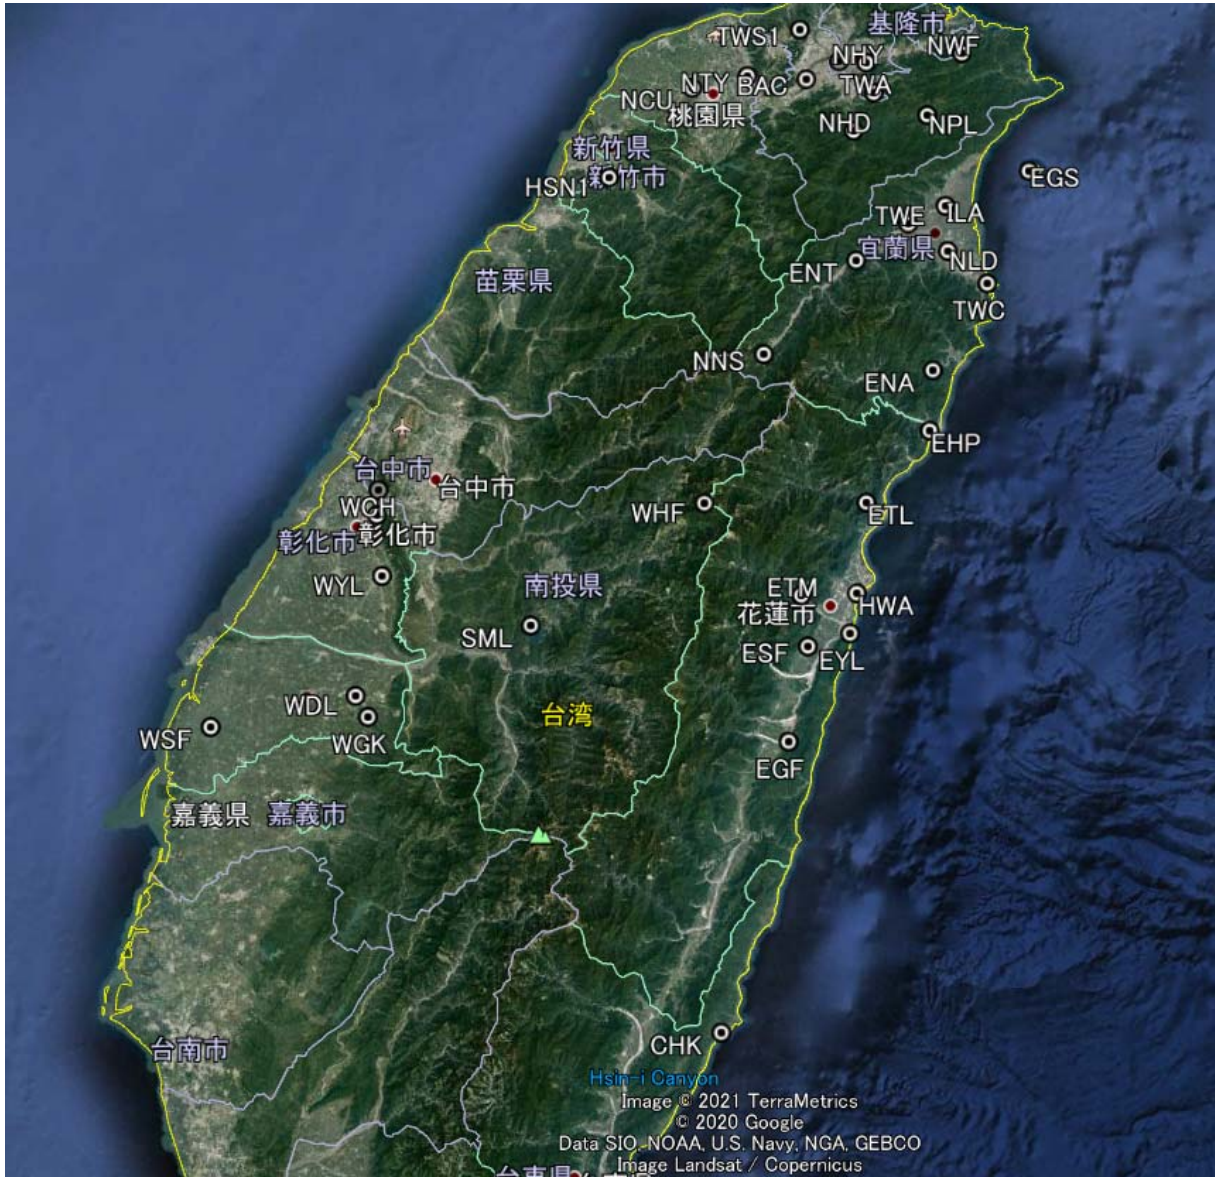 TWS1
基隆市
NHY
NWF
NTY
BAC
TWA
NCU
桃園県
NHD
NPL
新竹県
新竹市
HSN1
EGS
TWE
ILA
宜蘭県
NLD
ENT
苗栗県
TWC
NNS
ENA
EHP
台中市
台中市
WCH
WHF
ETL
彰化市
彰化市
WYL
南投県
ETM
HWA
花蓮市
SML
ESF
EYL
WDL
台湾
WSF
WGK
EGF
嘉義県
嘉義市
台南市
CHK
Hsin-i Canyon
Image © 2021 TerraMetrics
© 2020 Google
Data SIO, NOAA, U.S. Navy, NGA, GEBCO
Image Landsat / Copernicus
台東県